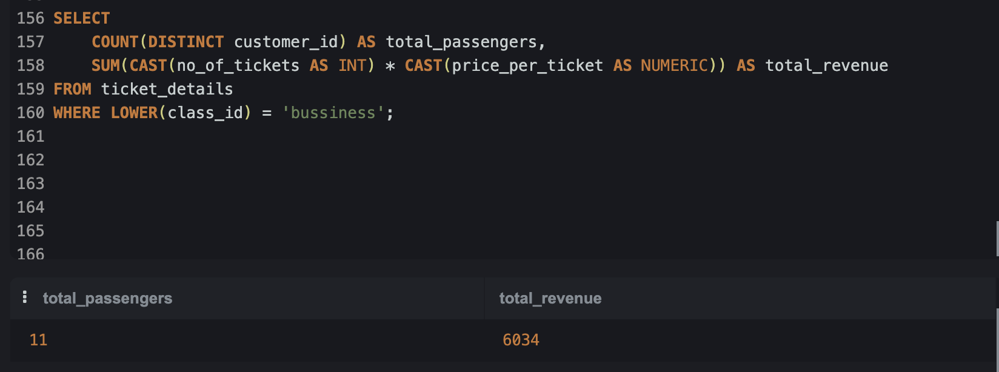 156 SELECT
157     COUNT(DISTINCT customer_id) AS total_passengers,
158     SUM(CAST(no_of_tickets AS INT) * CAST(price_per_ticket AS NUMERIC)) AS total_revenue
159 FROM ticket_details
160 WHERE LOWER(class_id) = 'bussiness';
161
162
163
164
165
166
total_passengers total_revenue
11 6034